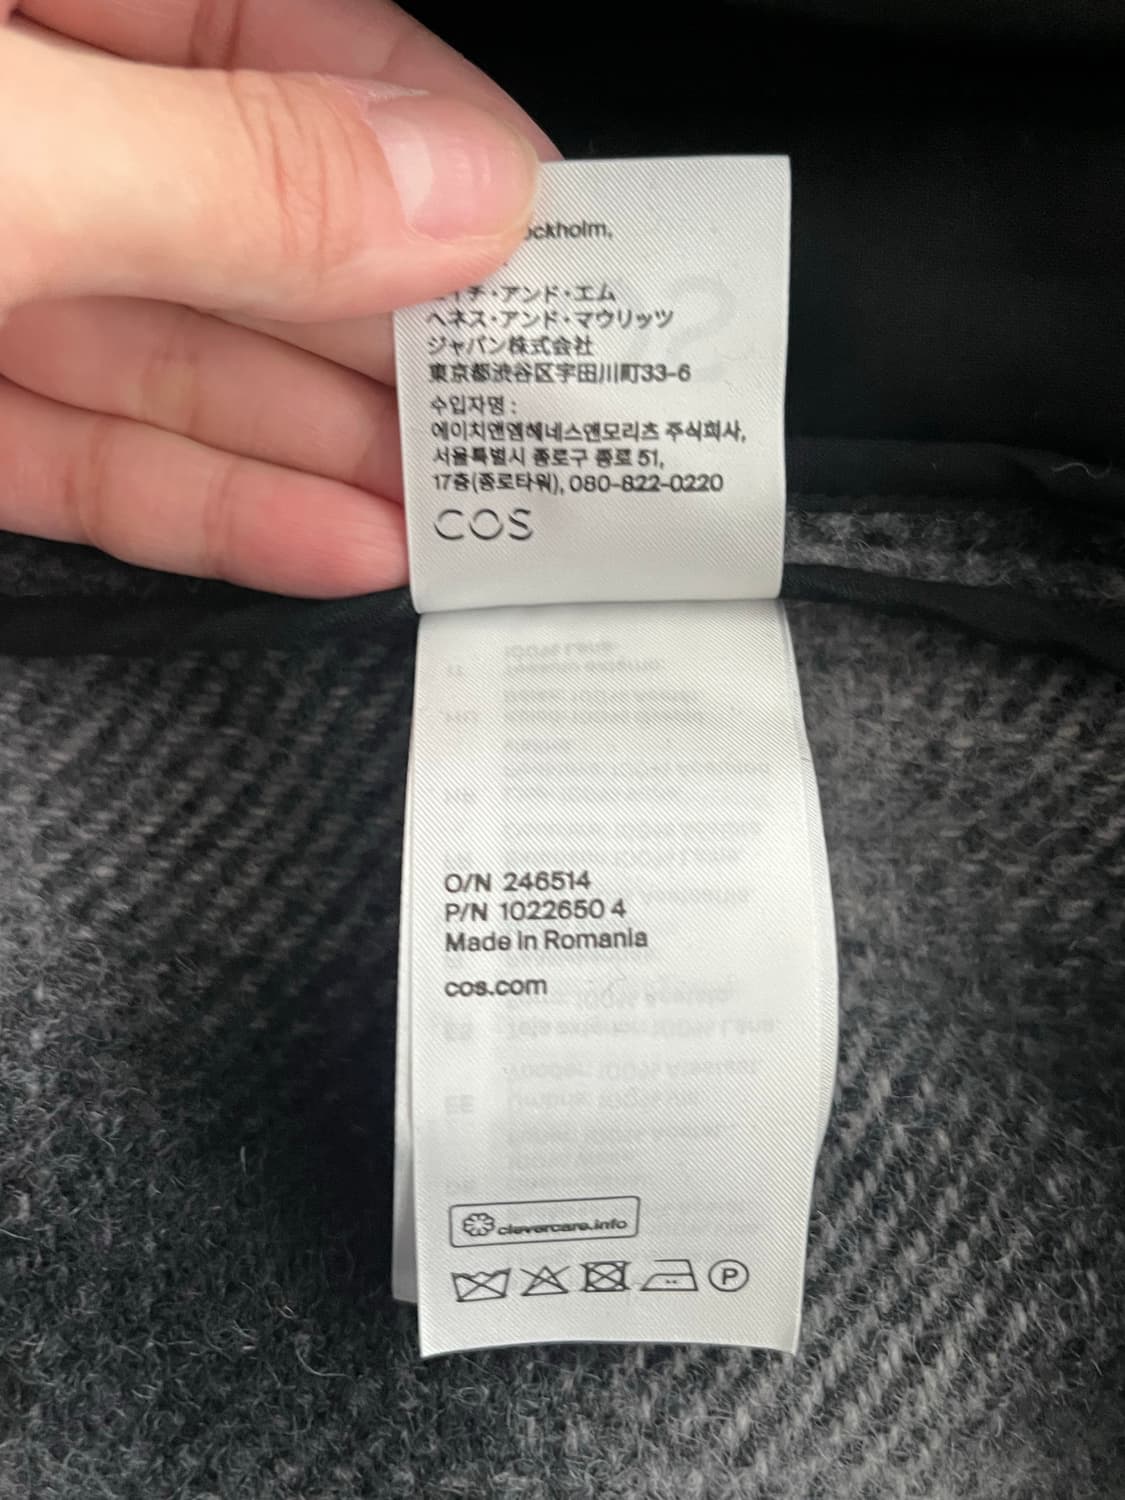 ockholm,
エイチ・アンド・エム
ヘネス・アンド・マウリッツ
ジャパン株式会社
東京都渋谷区宇田川町33-6
수입자명 :
에이치앤엠헤네스앤모리츠 주식회사,
서울특별시 종로구 종로 51,
17층(종로타워), 080-822-0220
COS
O/N 246514
P/N 1022650 4
Made in Romania
cos.com
clevercare.info
P